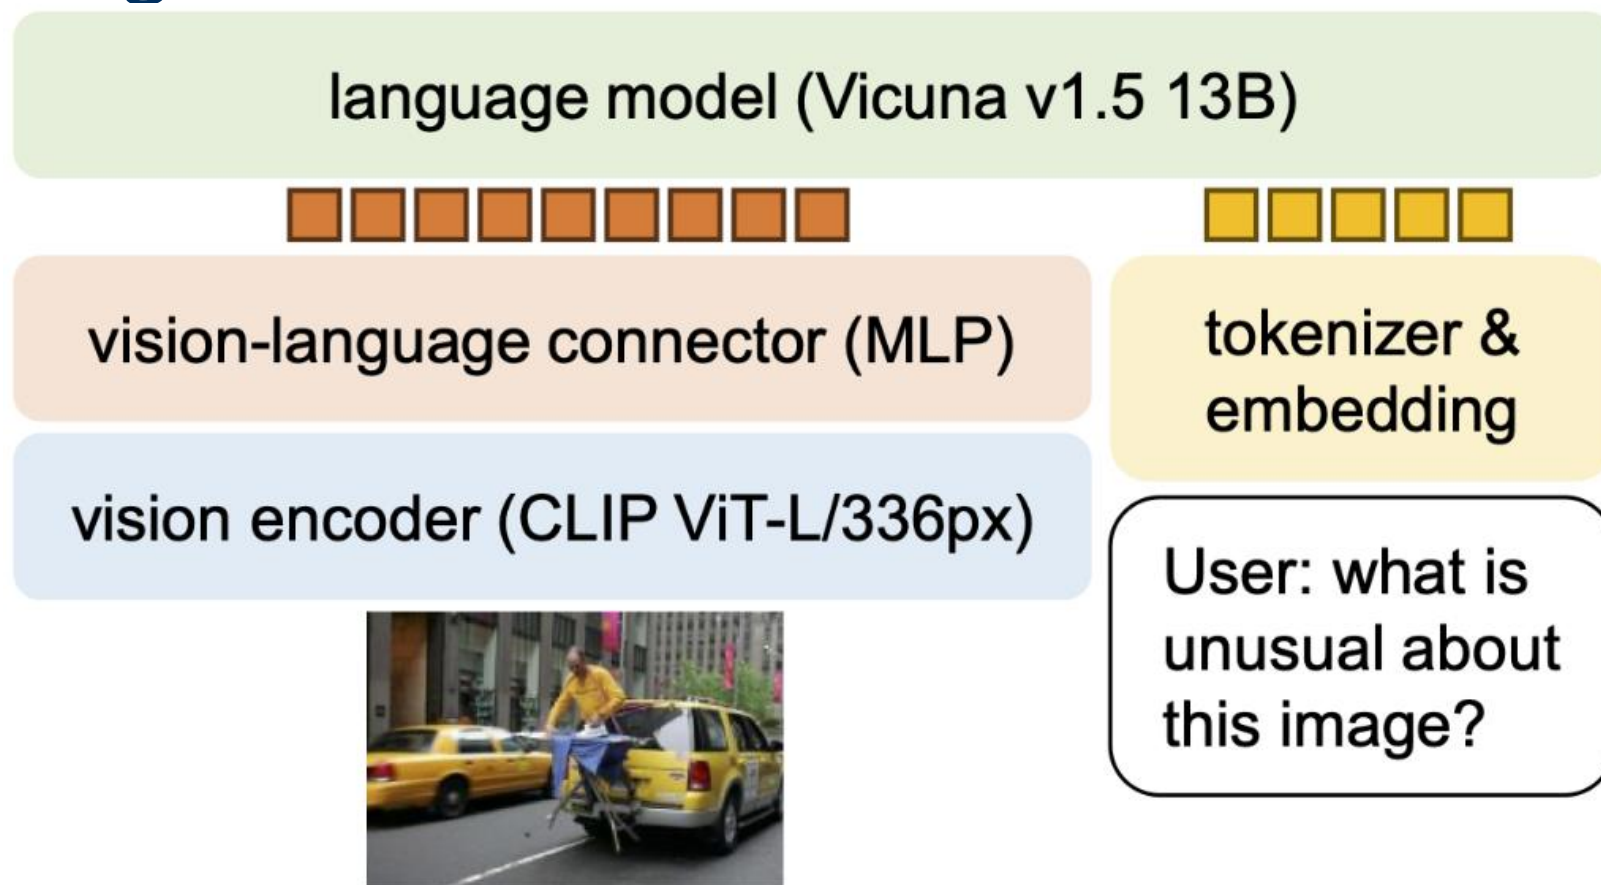 language model (Vicuna v1.5 13B)
vision-language connector (MLP)
tokenizer &
embedding
vision encoder (CLIP ViT-L/336px)
User: what is
unusual about
this image?